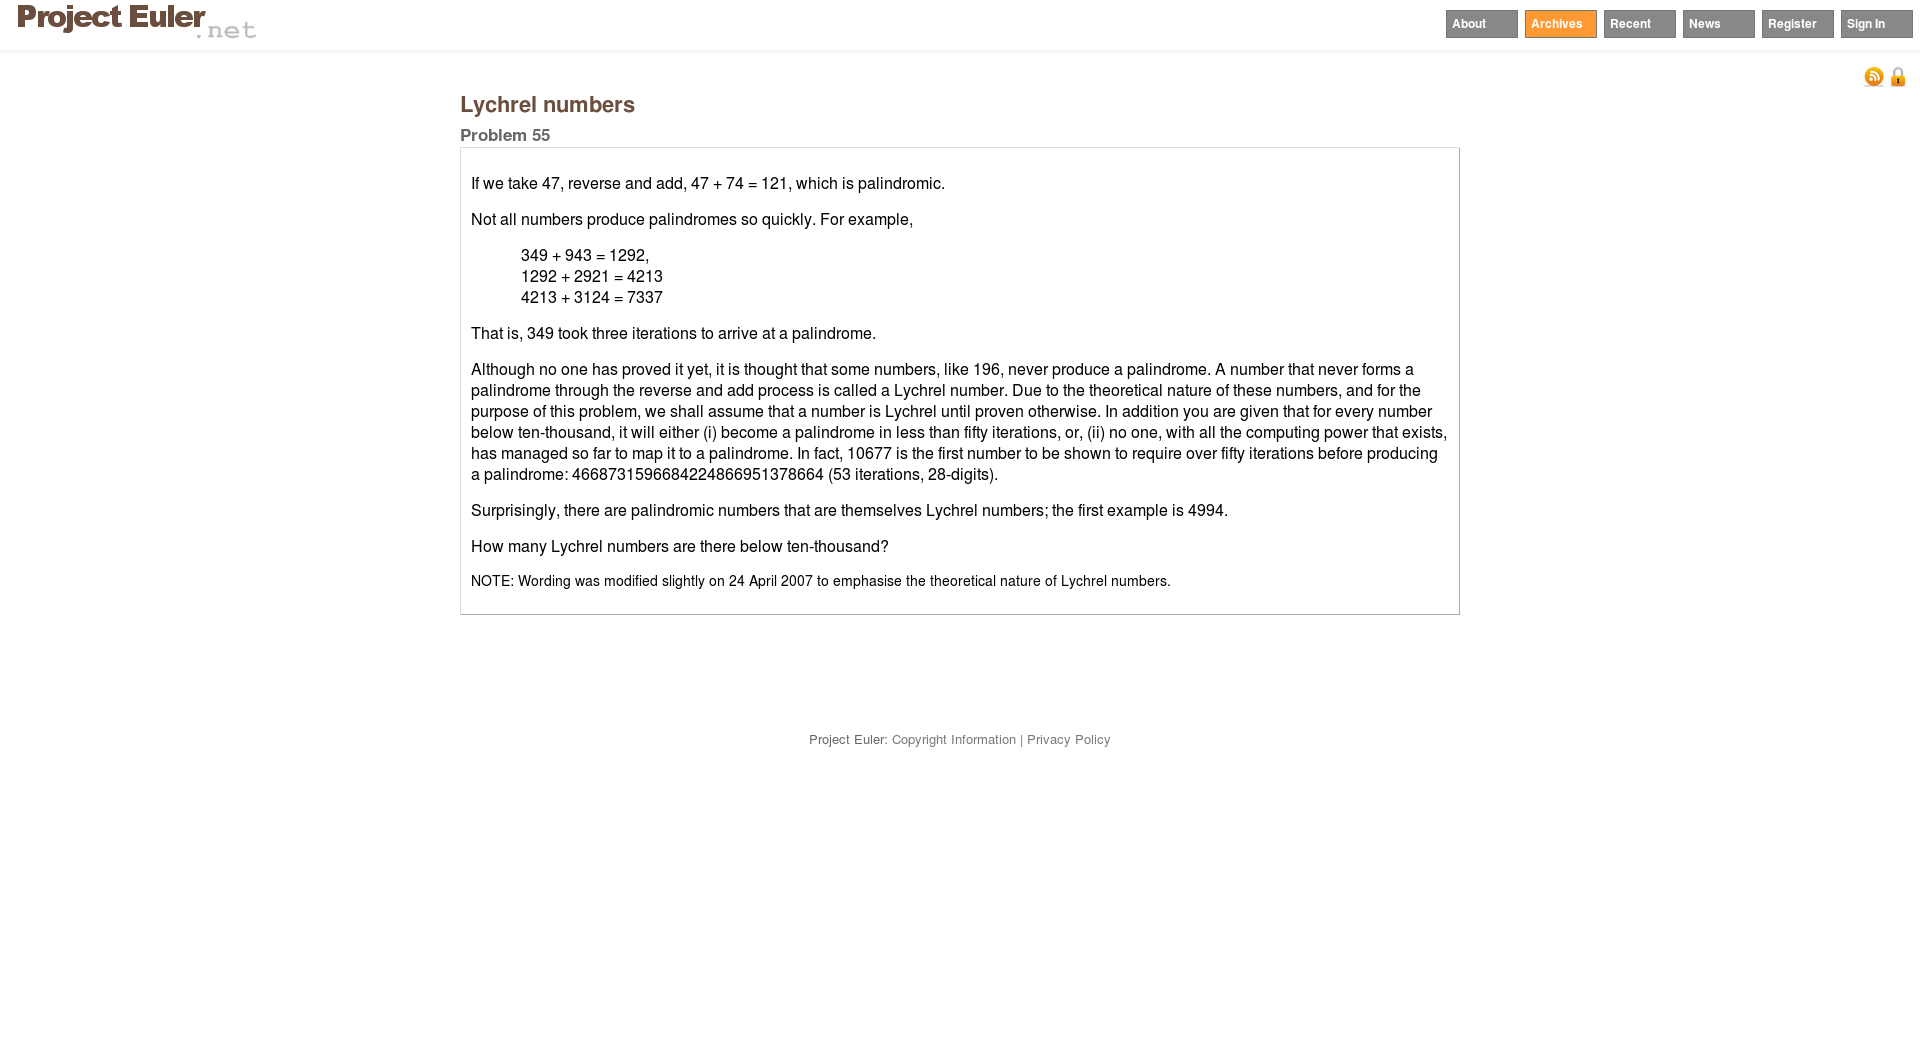 Project Euler.net
About
Archives
Recent
News
Register
Sign In
Lychrel numbers
Problem 55
If we take 47, reverse and add, 47 + 74 = 121, which is palindromic.
Not all numbers produce palindromes so quickly. For example,
349 + 943 = 1292,
1292 + 2921 = 4213
4213 + 3124 = 7337
That is, 349 took three iterations to arrive at a palindrome.
Although no one has proved it yet, it is thought that some numbers, like 196, never produce a palindrome. A number that never forms a
palindrome through the reverse and add process is called a Lychrel number. Due to the theoretical nature of these numbers, and for the
purpose of this problem, we shall assume that a number is Lychrel until proven otherwise. In addition you are given that for every number
below ten-thousand, it will either (i) become a palindrome in less than fifty iterations, or, (ii) no one, with all the computing power that exists,
has managed so far to map it to a palindrome. In fact, 10677 is the first number to be shown to require over fifty iterations before producing
a palindrome: 4668731596684224866951378664 (53 iterations, 28-digits).
Surprisingly, there are palindromic numbers that are themselves Lychrel numbers; the first example is 4994.
How many Lychrel numbers are there below ten-thousand?
NOTE: Wording was modified slightly on 24 April 2007 to emphasise the theoretical nature of Lychrel numbers.
Project Euler: Copyright Information | Privacy Policy